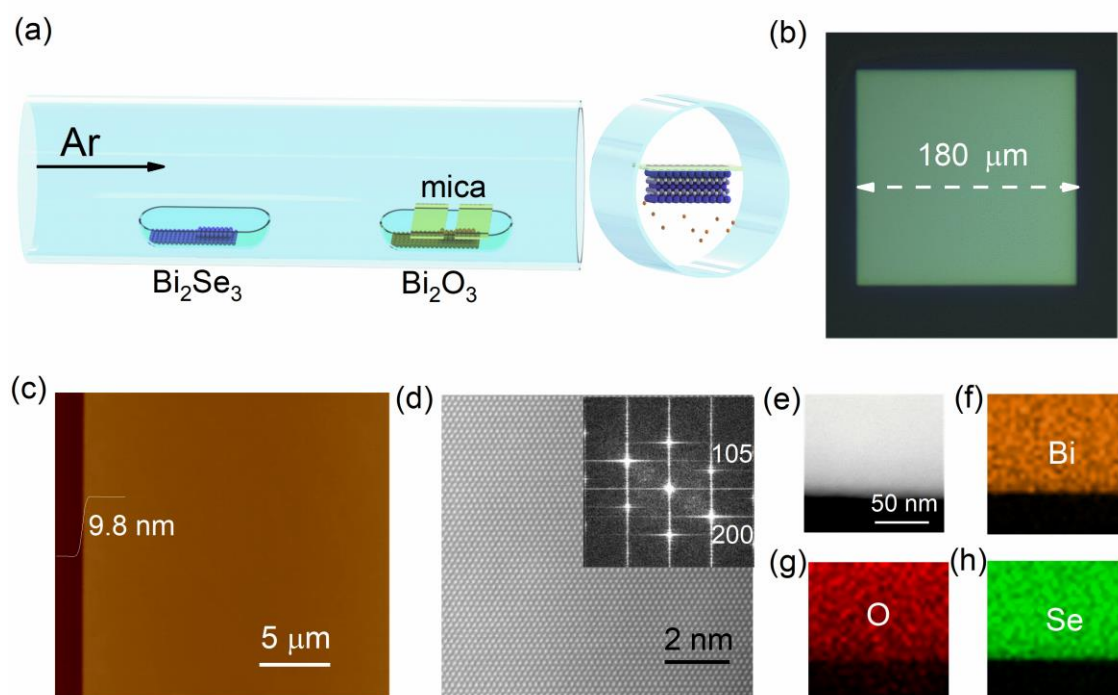 (a)
Ar
mica
Bi₂Se₃
Bi₂O₃
(b)
180 μm
(c)
9.8 nm
5 μm
(d)
105
200
2 nm
(e)
50 nm
(f)
Bi
(g)
O
(h)
Se